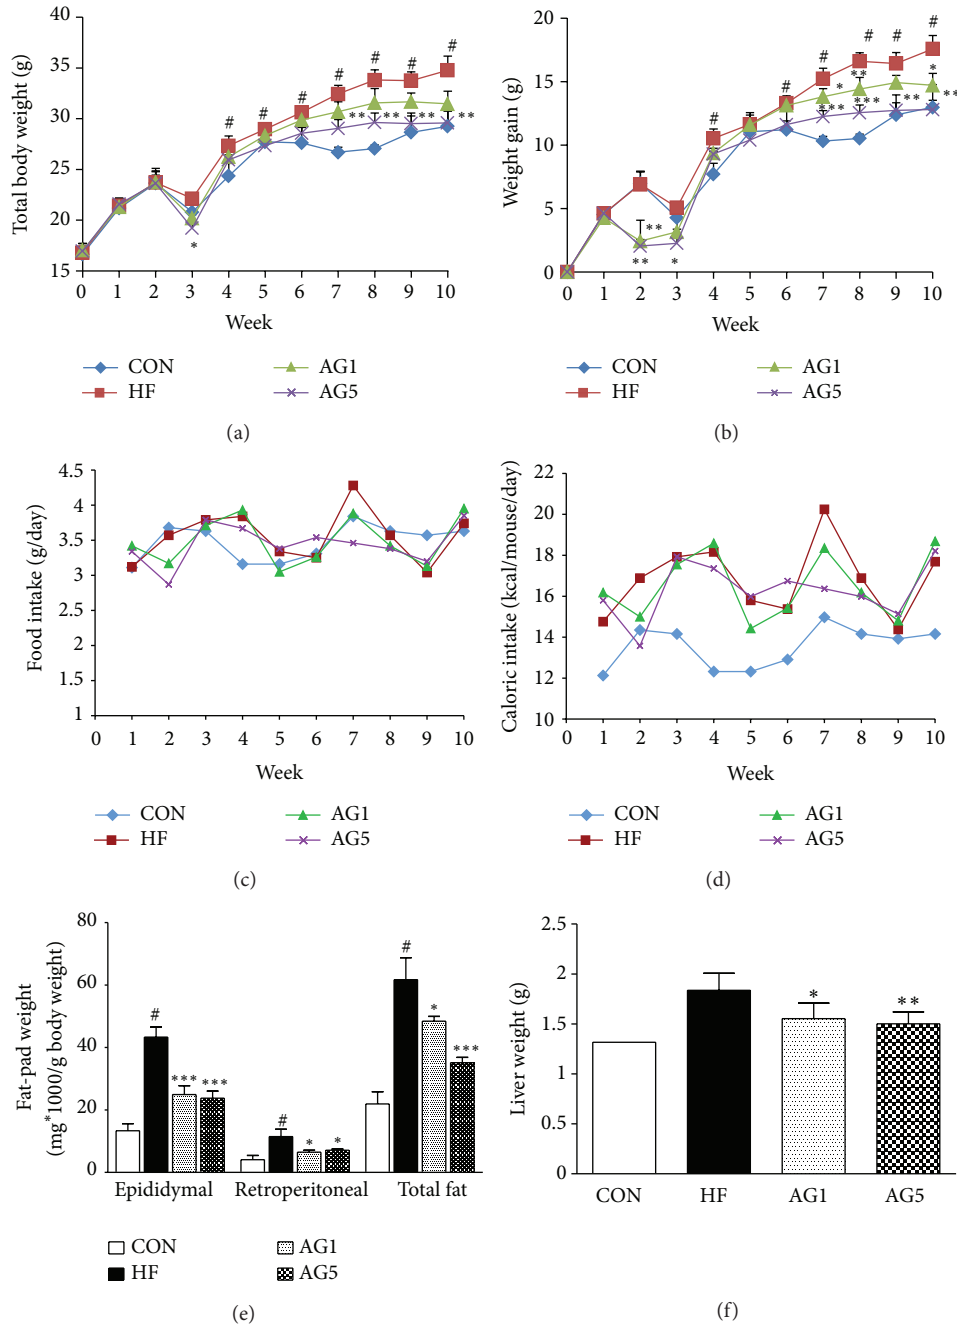 40
35
30
25
20
15
Total body weight (g)
# # # # # # #
** ** ** **
*
0 1 2 3 4 5 6 7 8 9 10
Week
CON AG1
HF AG5
(a)
20
15
10
5
0
Weight gain (g)
# # # # # #
** * *
** *** ** **
**
** *
0 1 2 3 4 5 6 7 8 9 10
Week
CON AG1
HF AG5
(b)
4.5
4
3.5
3
2.5
2
1.5
1
Food intake (g/day)
0 1 2 3 4 5 6 7 8 9 10
Week
CON AG1
HF AG5
(c)
22
20
18
16
14
12
10
Caloric intake (kcal/mouse/day)
0 1 2 3 4 5 6 7 8 9 10
Week
CON AG1
HF AG5
(d)
80
60
40
20
0
Fat-pad weight
(mg*1000/g body weight)
# *** ***
# * *
# * ***
Epididymal Retroperitoneal Total fat
CON AG1
HF AG5
(e)
2.5
2
1.5
1
0.5
0
Liver weight (g)
* **
CON HF AG1 AG5
(f)